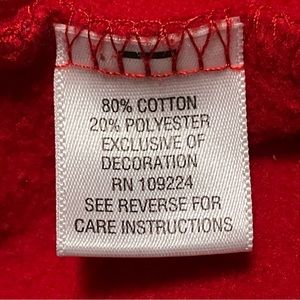 80% COTTON
20% POLYESTER
EXCLUSIVE OF
DECORATION
RN 109224
SEE REVERSE FOR
CARE INSTRUCTIONS